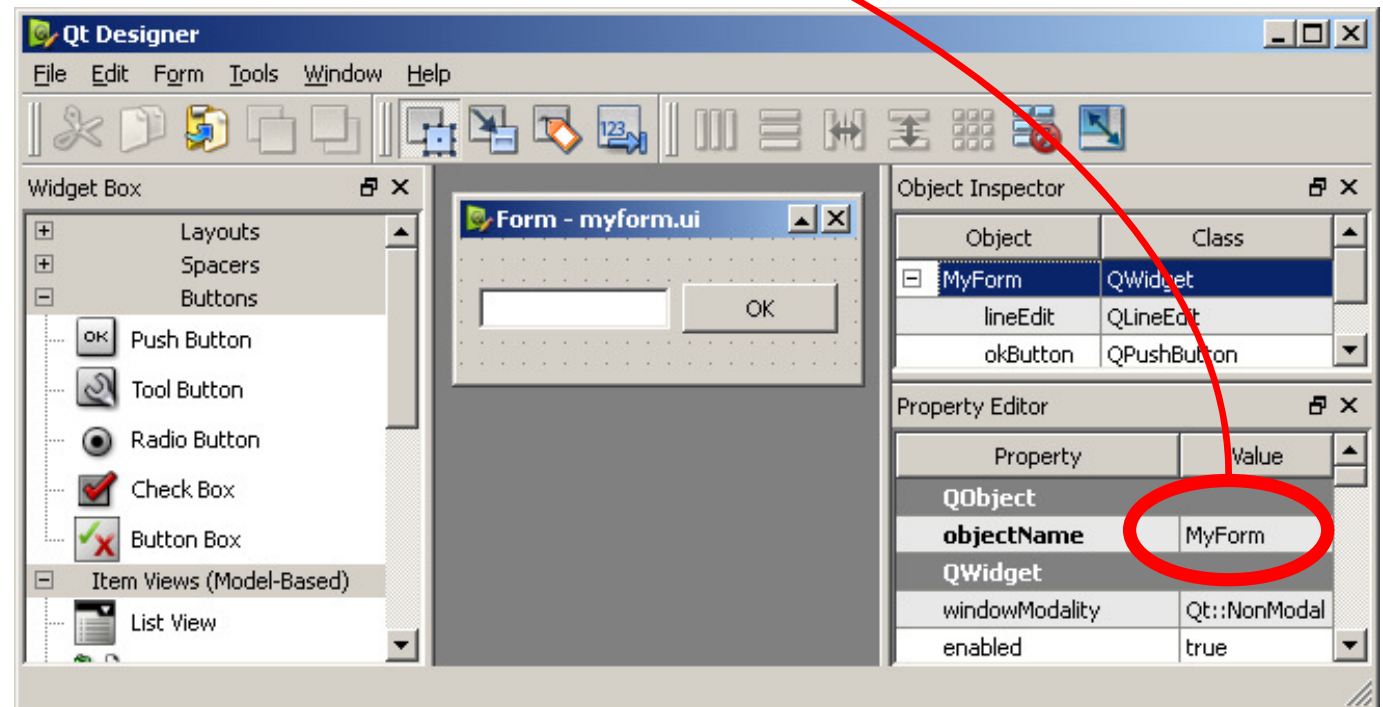 Qt Designer
File Edit Form Tools Window Help
123
Widget Box
Layouts
Spacers
Buttons
OK Push Button
Tool Button
Radio Button
Check Box
Button Box
Item Views (Model-Based)
List View
Form - myform.ui
OK
Object Inspector
Object Class
MyForm QWidget
lineEdit QLineEdit
okButton QPushButton
Property Editor
Property Value
QObject
objectName MyForm
QWidget
windowModality Qt::NonModal
enabled true